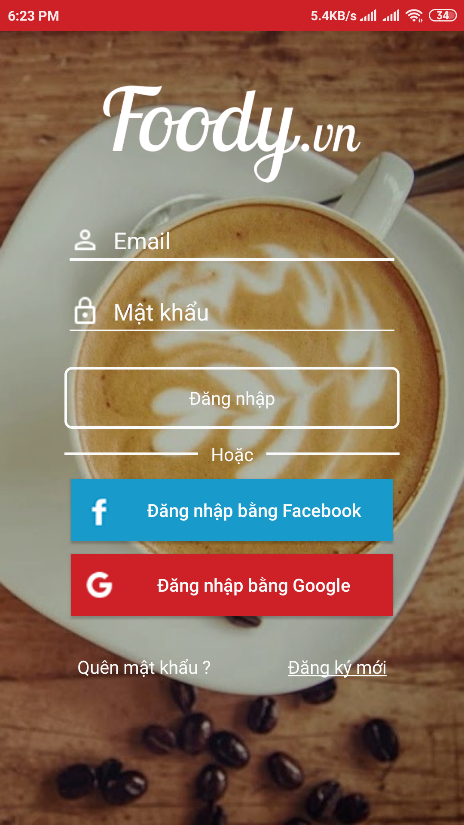 6:23 PM 5.4KB/s 34
Foody.vn
Email
Mật khẩu
Đăng nhập
Hoặc
f Đăng nhập bằng Facebook
G Đăng nhập bằng Google
Quên mật khẩu ? Đăng ký mới